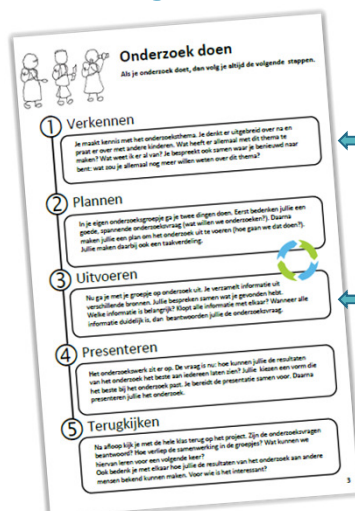 Onderzoek doen
Als je onderzoek doet, dan volg je altijd de volgende stappen.
1 Verkennen
Je maakt kennis met het onderzoeksthema. Je denkt er uitgebreid over na en
praat er over met andere kinderen. Wat heeft er allemaal met dit thema te
maken? Wat weet ik er al van? Je bespreekt ook samen waar je benieuwd naar
bent: wat zou je allemaal nog meer willen weten over dit thema?
2 Plannen
In je eigen onderzoeksgroepje ga je twee dingen doen. Eerst bedenken jullie een
goede, spannende onderzoeksvraag (wat willen we onderzoeken?). Daarna
maken jullie een plan om het onderzoek uit te voeren (hoe gaan we dat doen?).
Jullie maken daarbij ook een taakverdeling.
3 Uitvoeren
Nu ga je met je groepje op onderzoek uit. Je verzamelt informatie uit
verschillende bronnen. Jullie bespreken samen wat je gevonden hebt.
Welke informatie is belangrijk? Klopt alle informatie met elkaar? Wanneer alle
informatie duidelijk is, dan beantwoorden jullie de onderzoeksvraag.
4 Presenteren
Het onderzoekswerk zit er op. De vraag is nu: hoe kunnen jullie de resultaten
van het onderzoek het beste aan iedereen laten zien? Jullie kiezen een vorm die
het beste bij het onderzoek past. Je bereidt de presentatie samen voor. Daarna
presenteren jullie het onderzoek.
5 Terugkijken
Na afloop kijk je met de hele klas terug op het project. Zijn de onderzoeksvragen
beantwoord? Hoe verliep de samenwerking in de groepjes? Wat kunnen we
hiervan leren voor een volgende keer?
Ook bedenk je met elkaar hoe jullie de resultaten van het onderzoek aan andere
mensen bekend kunnen maken. Voor wie is het interessant?
3